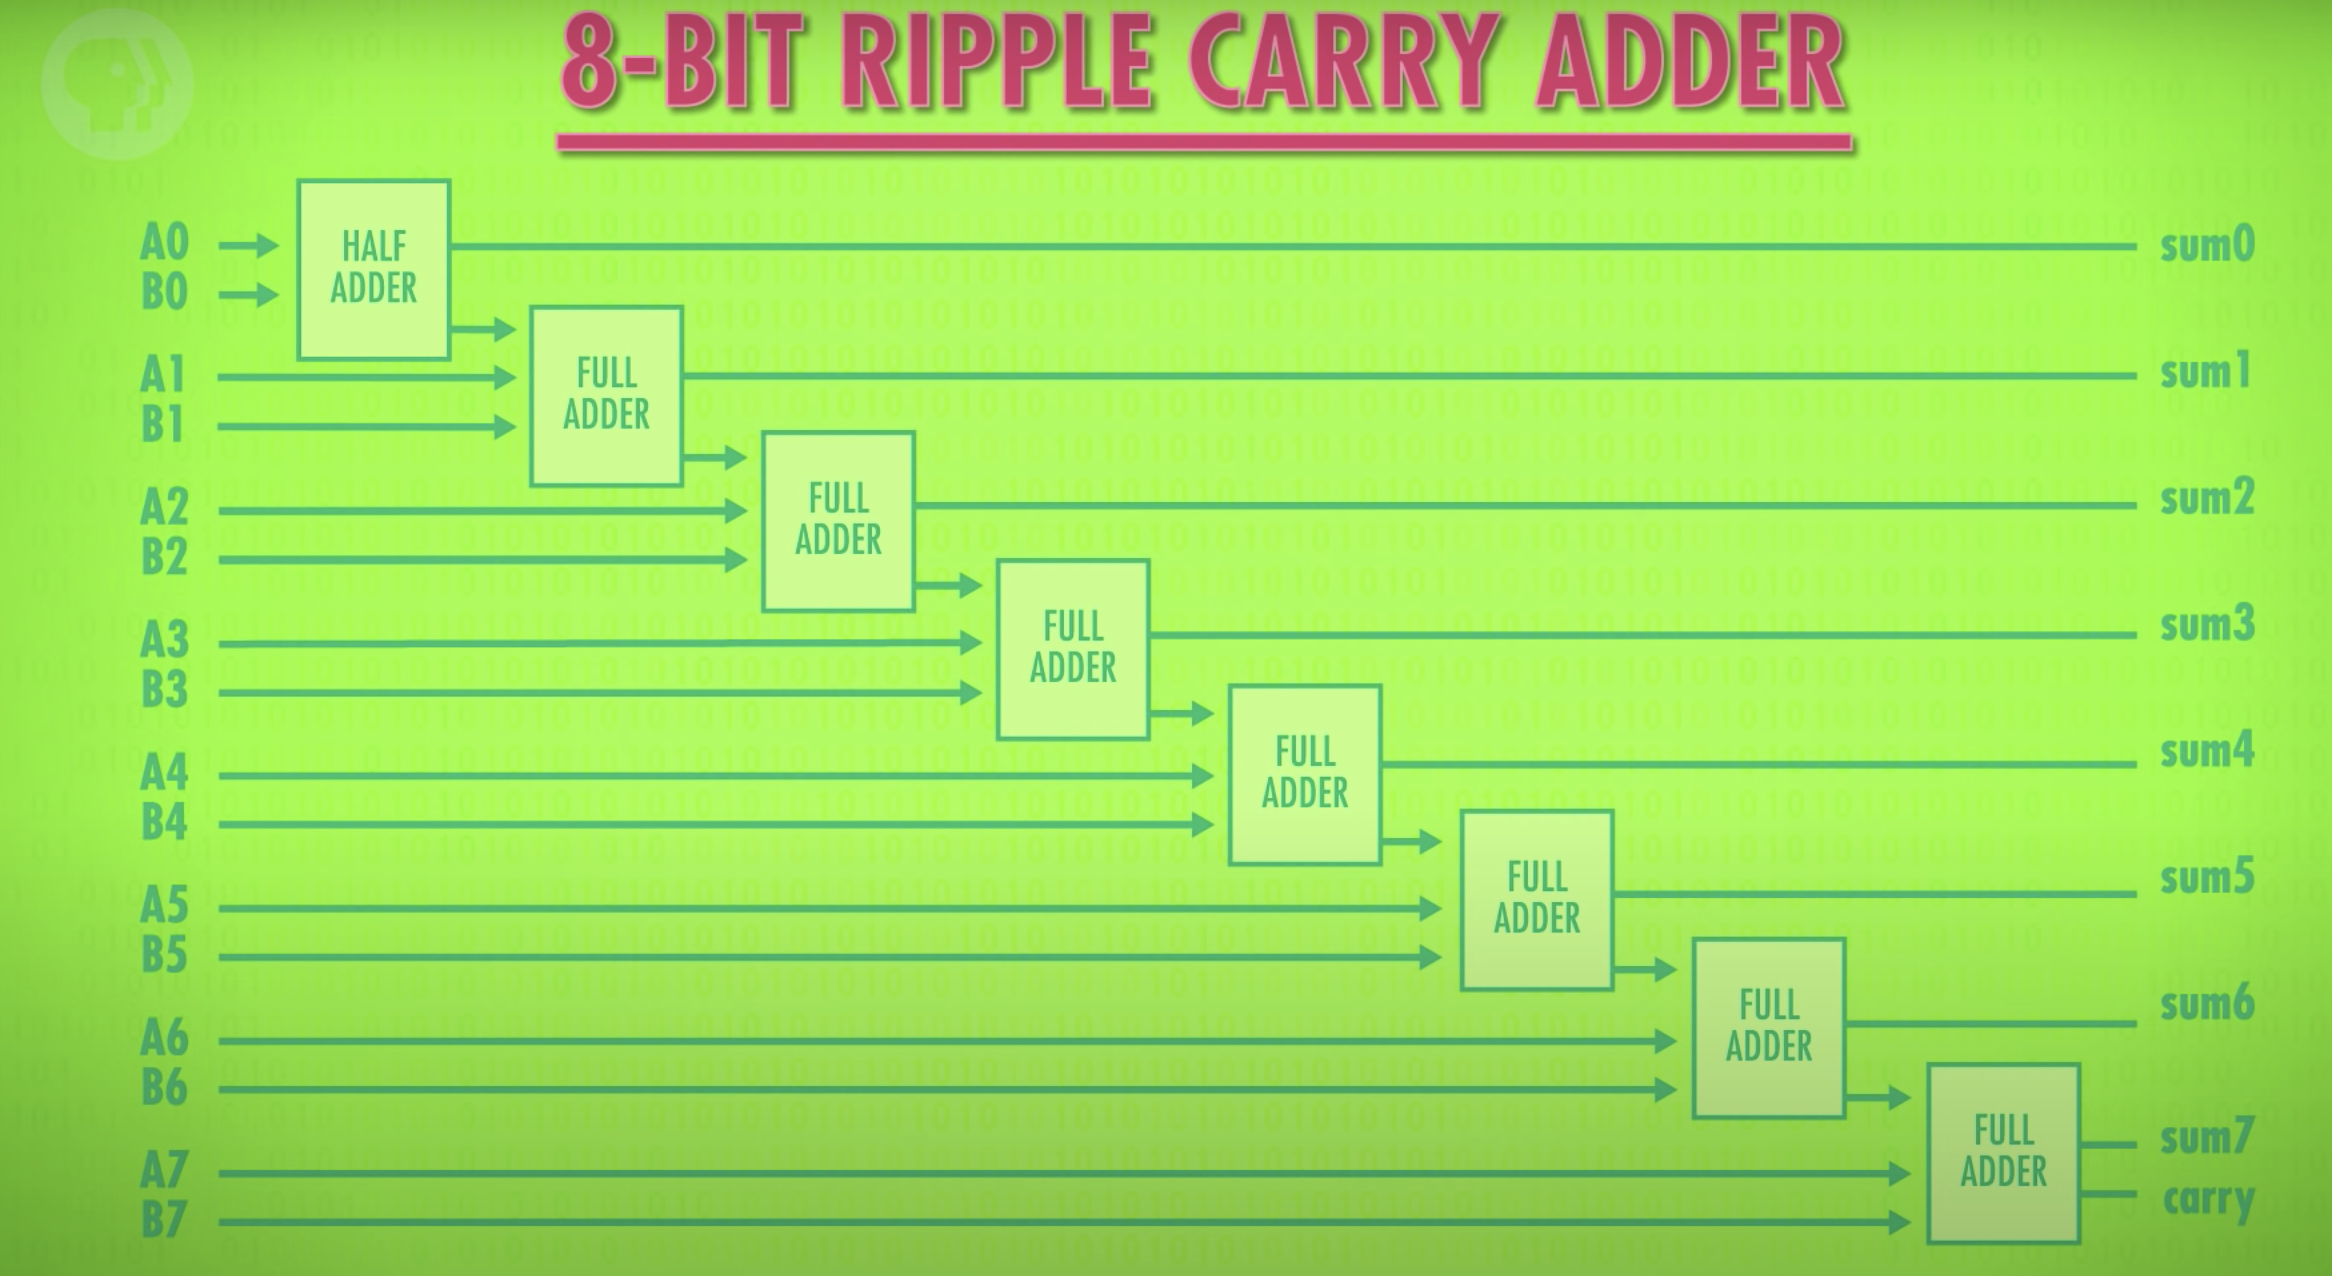 8-BIT RIPPLE CARRY ADDER
A0
B0
HALF
ADDER
sum0
A1
B1
FULL
ADDER
sum1
A2
B2
FULL
ADDER
sum2
A3
B3
FULL
ADDER
sum3
A4
B4
FULL
ADDER
sum4
A5
B5
FULL
ADDER
sum5
A6
B6
FULL
ADDER
sum6
A7
B7
FULL
ADDER
sum7
carry